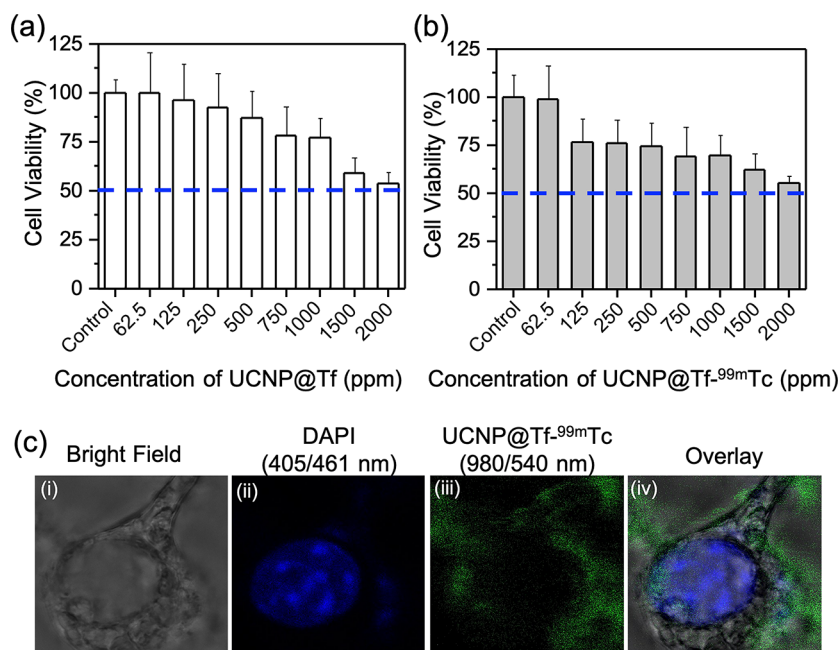 (a)
125
100
75
50
25
0
Cell Viability (%)
Control
62.5
125
250
500
750
1000
1500
2000
Concentration of UCNP@Tf (ppm)
(b)
125
100
75
50
25
0
Cell Viability (%)
Control
62.5
125
250
500
750
1000
1500
2000
Concentration of UCNP@Tf-⁹⁹ᵐTc (ppm)
(c)
Bright Field
DAPI
(405/461 nm)
UCNP@Tf-⁹⁹ᵐTc
(980/540 nm)
Overlay
(i)
(ii)
(iii)
(iv)